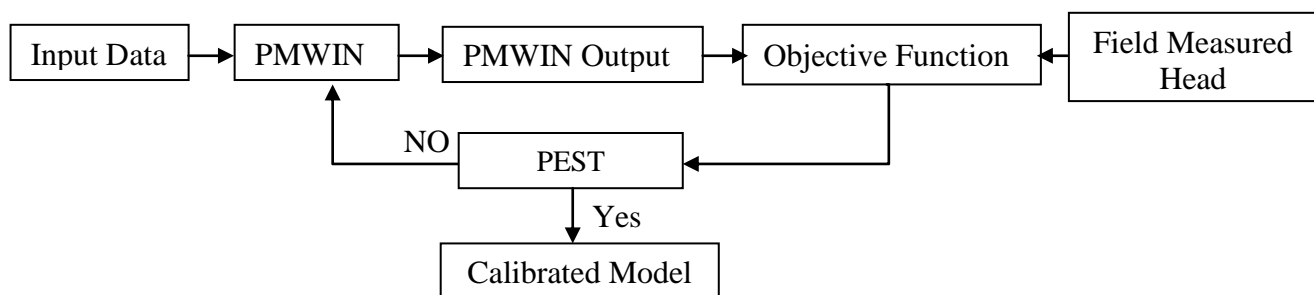 Input Data
PMWIN
PMWIN Output
Objective Function
Field Measured
Head
NO
PEST
Yes
Calibrated Model